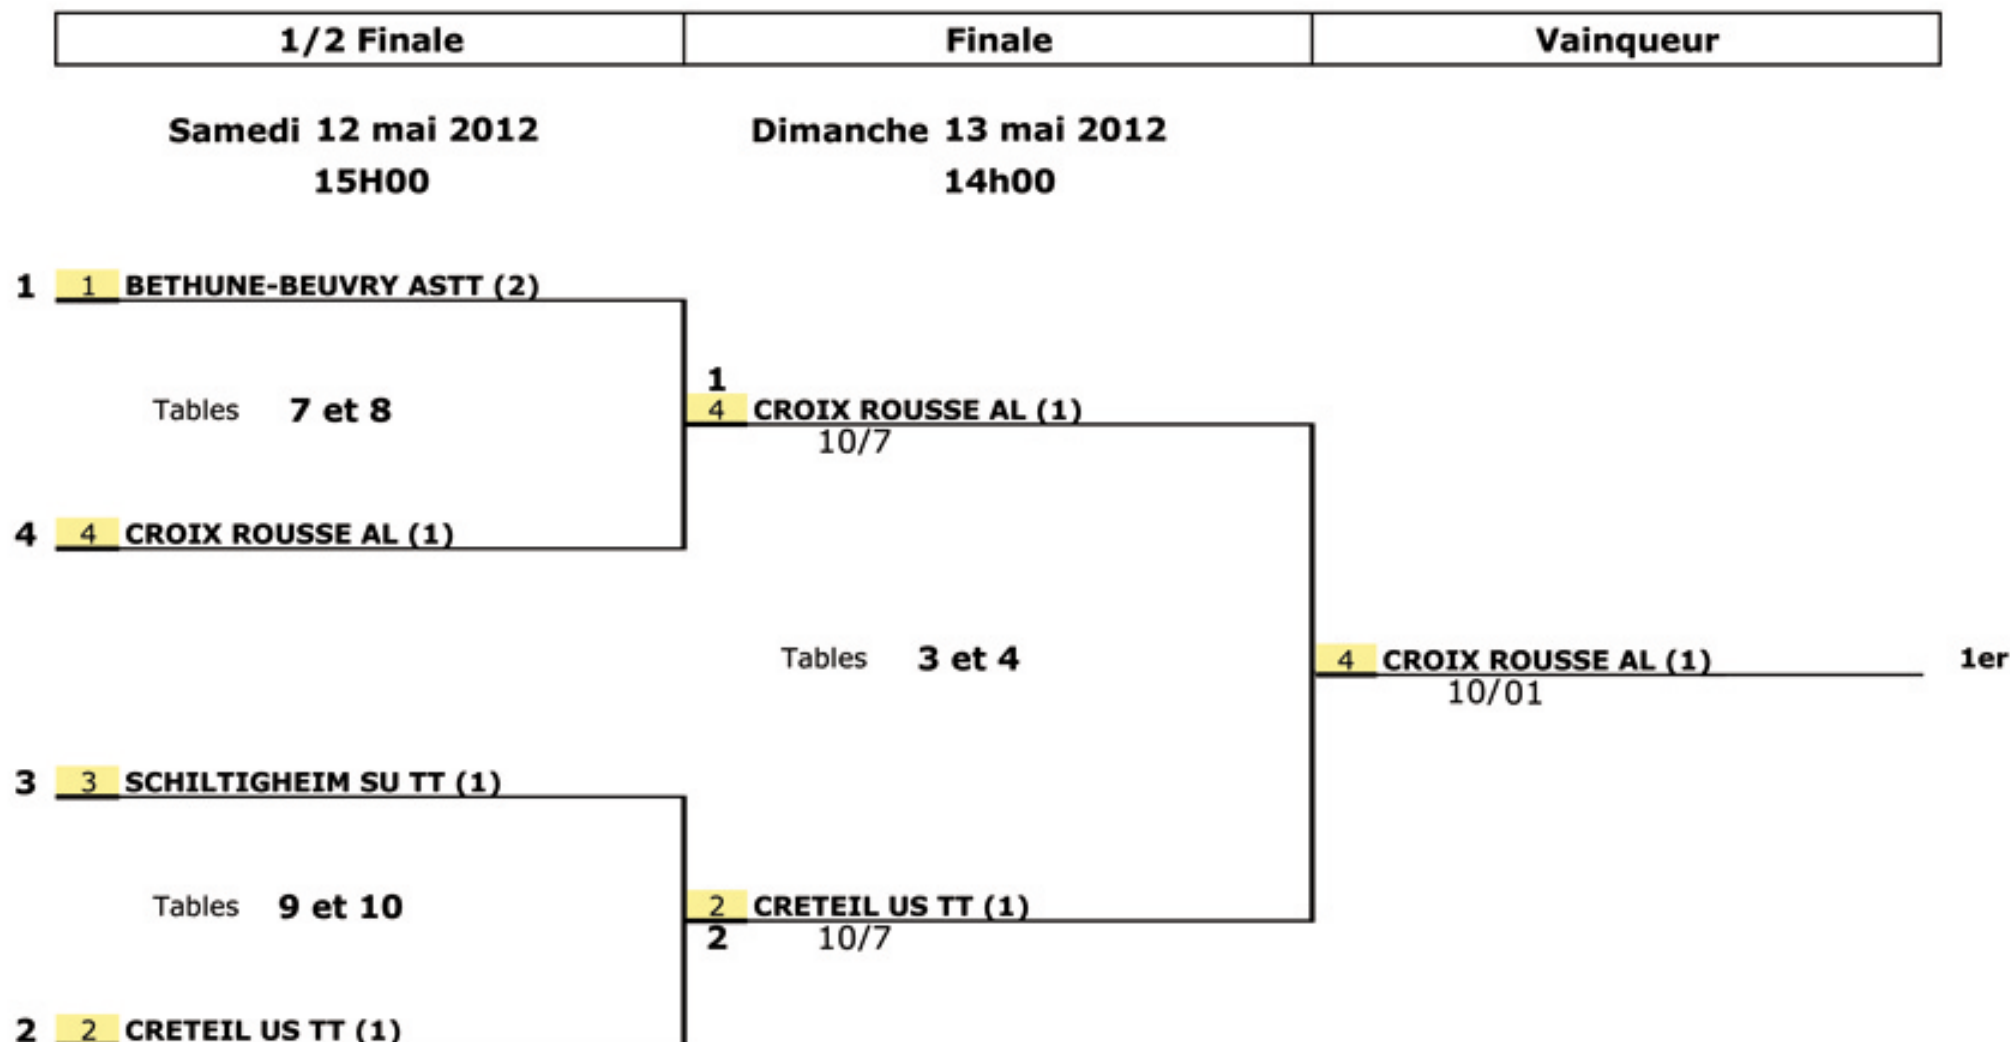 1/2 Finale Finale Vainqueur
Samedi 12 mai 2012 Dimanche 13 mai 2012
15H00 14h00
1 1 BETHUNE-BEUVRY ASTT (2)
1
Tables 7 et 8 4 CROIX ROUSSE AL (1)
10/7
4 4 CROIX ROUSSE AL (1)
Tables 3 et 4 4 CROIX ROUSSE AL (1) 1er
10/01
3 3 SCHILTIGHEIM SU TT (1)
Tables 9 et 10 2 CRETEIL US TT (1)
2 10/7
2 2 CRETEIL US TT (1)